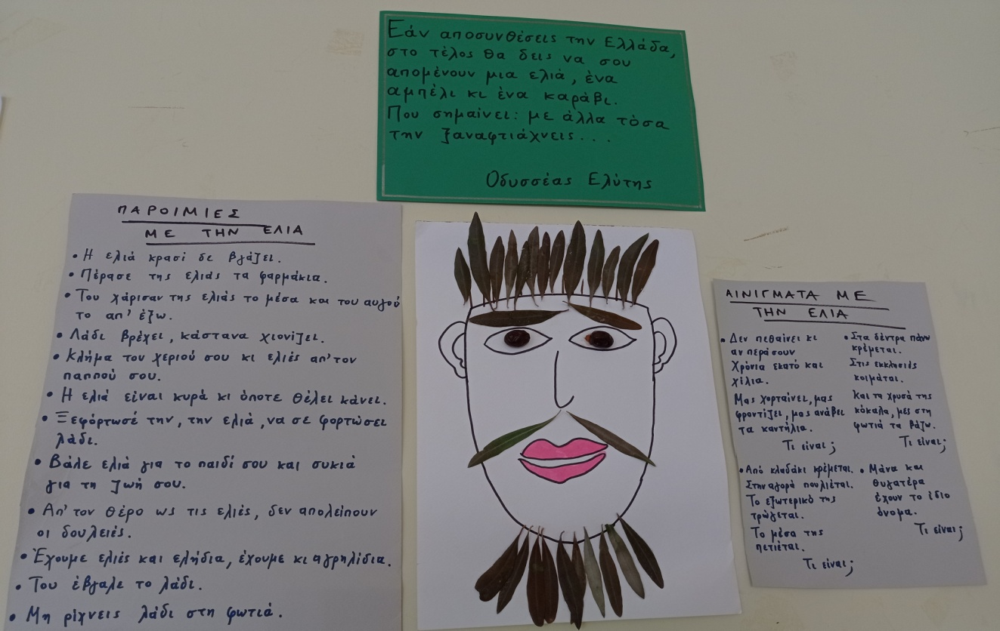 Εάν αποσυνθέσεις την Ελλάδα,
στο τέλος θα δεις να σου
απομένουν μια ελιά, ένα
αμπέλι κι ένα καράβι.
Που σημαίνει: με άλλα τόσα
την ξαναφτιάχνεις...
Οδυσσέας Ελύτης
ΠΑΡΟΙΜΙΕΣ
ΜΕ ΤΗΝ ΕΛΙΑ
• Η ελιά κρασί δε βγάζει.
• Πέρασε της ελιάς τα φαρμάκια.
• Του χάρισαν της ελιάς το μέσα και του αυγού
το απ' έξω.
• Λάδι βρέχει, κάστανα χιονίζει.
• Κλήμα του χεριού σου κι ελιές απ' τον
παππού σου.
• Η ελιά είναι κυρά κι όποτε θέλει κάνει.
• Ξεφόρτωσέ την, την ελιά, να σε φορτώσει
λάδι.
• Βάλε ελιά για το παιδί σου και συκιά
για τη ζωή σου.
• Απ' τον θέρο ως τις ελιές, δεν απολείπουν
οι δουλειές.
• Έχουμε ελιές και ελήδια, έχουμε κι αγρηλίδια.
• Του έβγαλε το λάδι.
• Μη ρίχνεις λάδι στη φωτιά.
ΑΙΝΙΓΜΑΤΑ ΜΕ
ΤΗΝ ΕΛΙΑ
• Δεν πεθαίνει κι
αν περάσουν
Χρόνια εκατό και
χίλια.
Μας χορταίνει, μας
φροντίζει, μας ανάβει
τα καντήλια.
Τι είναι;
• Στα δέντρα πάνω
κρέμεται.
Στις εκκλησιές
κοιμάται.
Και τα χρυσά της
κόκαλα, μες στη
φωτιά τα βάζω.
Τι είναι;
• Από κλαδάκι κρέμεται.
Στην αγορά πουλιέται.
Το εξωτερικό της
τρώγεται.
Το μέσα της
πετιέται.
Τι είναι;
• Μάνα και
θυγατέρα
έχουν το ίδιο
όνομα.
Τι είναι;